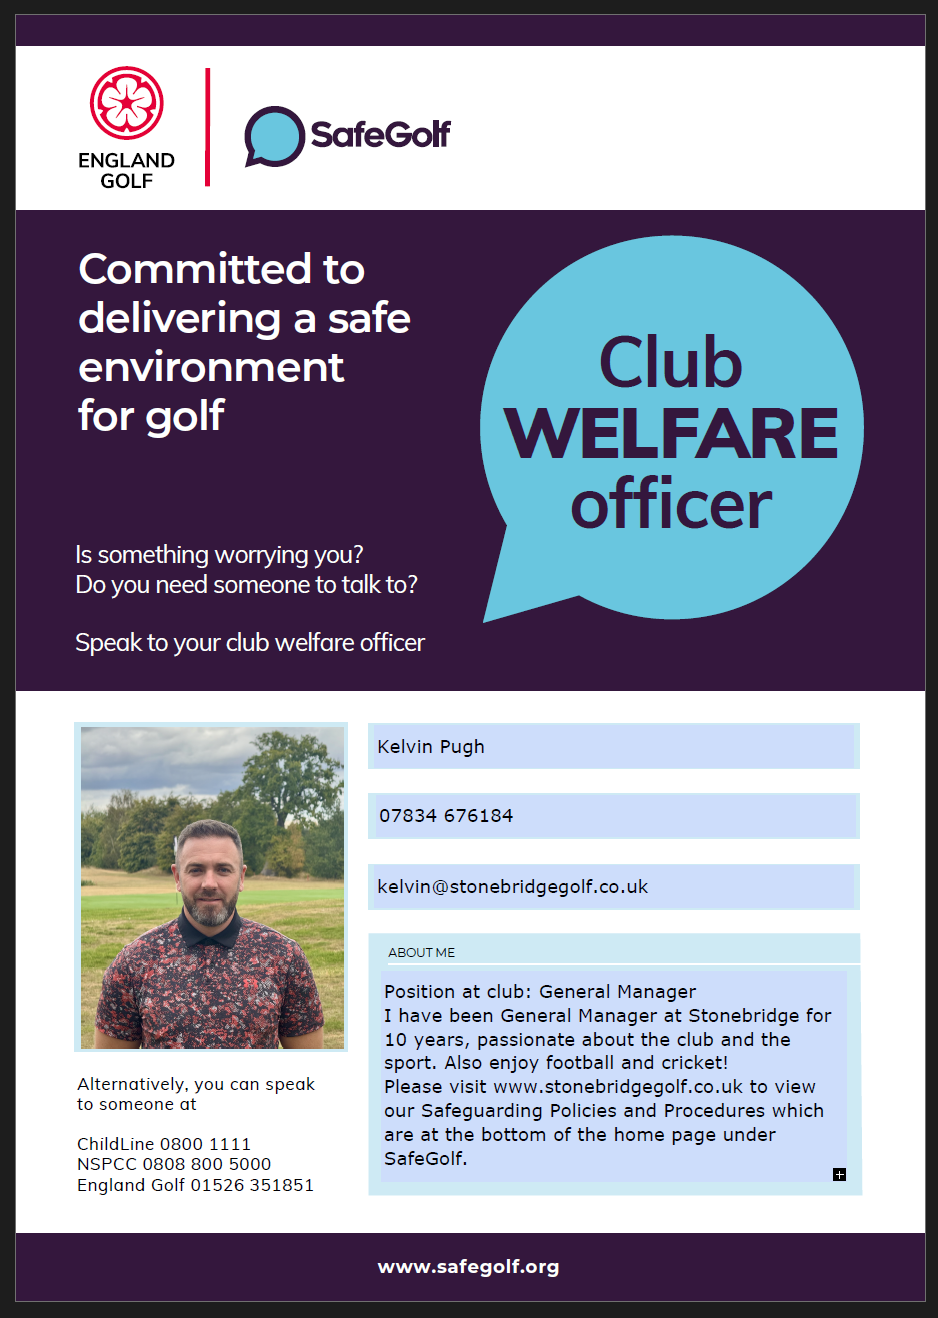 ENGLAND
GOLF
SafeGolf
Committed to
delivering a safe
environment
for golf
Club
WELFARE
officer
Is something worrying you?
Do you need someone to talk to?
Speak to your club welfare officer
Kelvin Pugh
07834 676184
kelvin@stonebridgegolf.co.uk
ABOUT ME
Position at club: General Manager
I have been General Manager at Stonebridge for
10 years, passionate about the club and the
sport. Also enjoy football and cricket!
Please visit www.stonebridgegolf.co.uk to view
our Safeguarding Policies and Procedures which
are at the bottom of the home page under
SafeGolf.
Alternatively, you can speak
to someone at
ChildLine 0800 1111
NSPCC 0808 800 5000
England Golf 01526 351851
www.safegolf.org